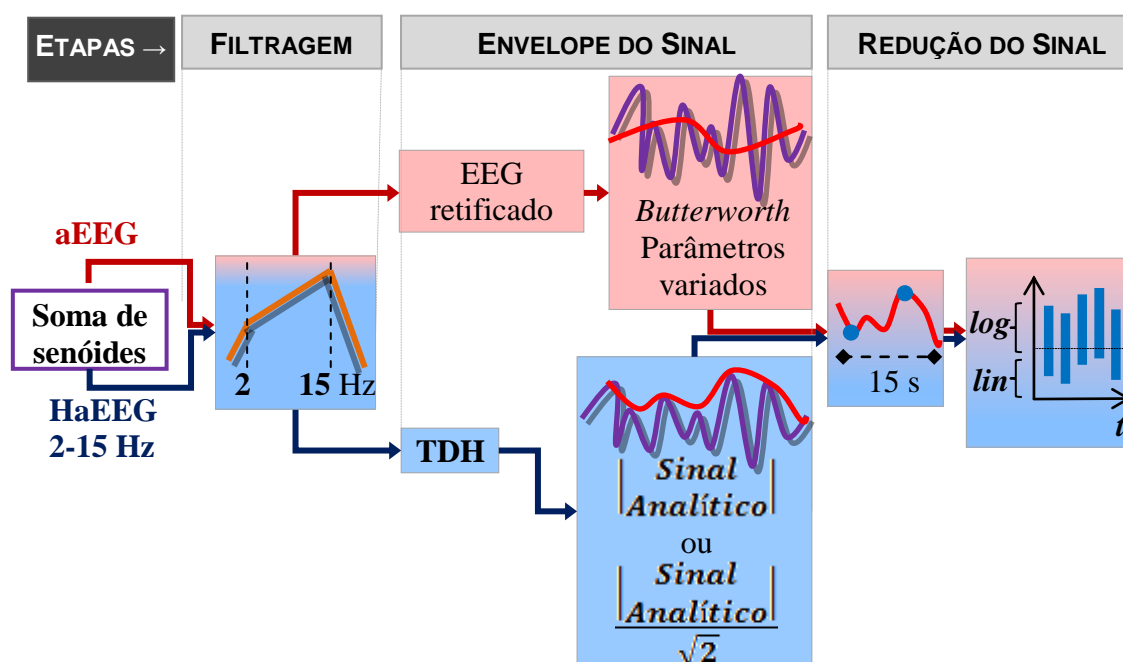 ETAPAS →
FILTRAGEM
ENVELOPE DO SINAL
REDUÇÃO DO SINAL
EEG
retificado
Butterworth
Parâmetros
variados
aEEG
Soma de
senóides
HaEEG
2-15 Hz
2 15 Hz
TDH
|Sinal
Analítico|
ou
|Sinal
Analítico|
√2
15 s
log
lin
t